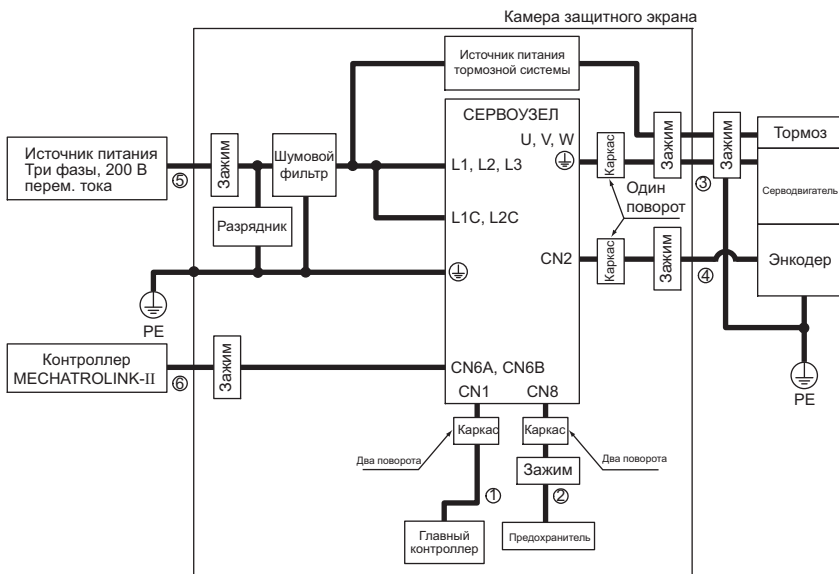 Камера защитного экрана
Источник питания
тормозной системы
СЕРВОУЗЕЛ
U, V, W
Каркас
Зажим
Зажим
Тормоз
Источник питания
Три фазы, 200 В
перем. тока
⑤
Зажим
Шумовой
фильтр
L1, L2, L3
③
Серводвигатель
Один
поворот
Разрядник
L1C, L2C
CN2
Каркас
Зажим
④
Энкодер
PE
Контроллер
MECHATROLINK-II
⑥
Зажим
CN6A, CN6B
CN1
CN8
PE
Каркас
Каркас
Два поворота
Два поворота
Зажим
①
②
Главный
контроллер
Предохранитель